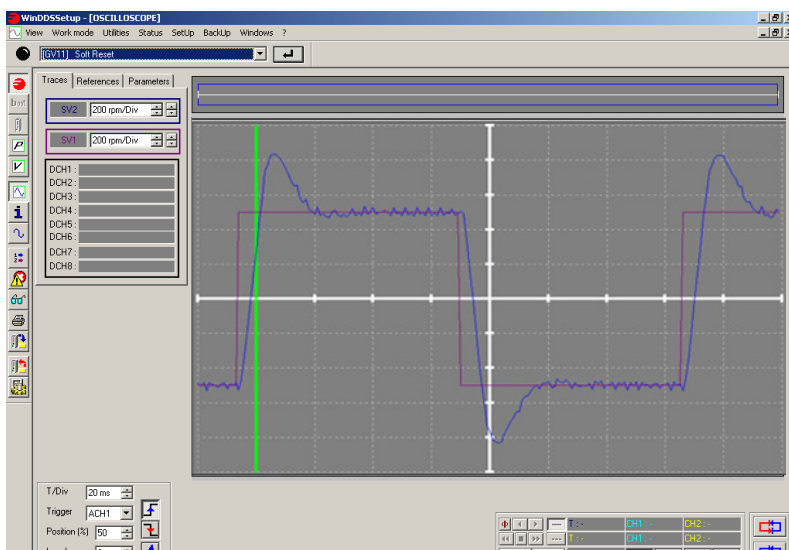 WinDDSSetup - [OSCILLOSCOPE]
View Work mode Utilities Status SetUp BackUp Windows ?
[GV11] Soft Reset
Traces References Parameters
SV2 200 rpm/Div
SV1 200 rpm/Div
DCH1 :
DCH2 :
DCH3 :
DCH4 :
DCH5 :
DCH6 :
DCH7 :
DCH8 :
T/Div 20 ms
Trigger ACH1
Position (%) 50
T : - CH1 : - CH2 : -
T : - CH1 : - CH2 : -